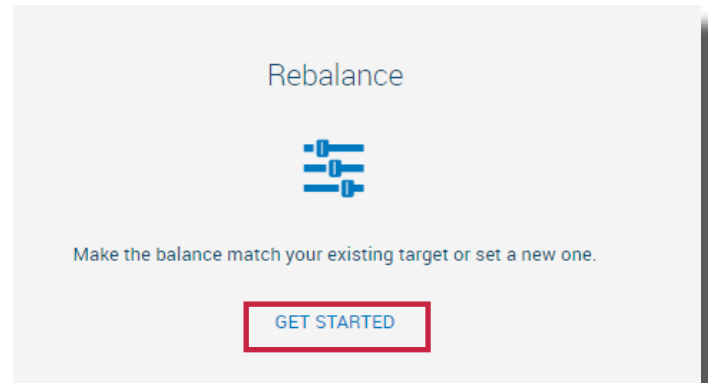 Rebalance
Make the balance match your existing target or set a new one.
GET STARTED